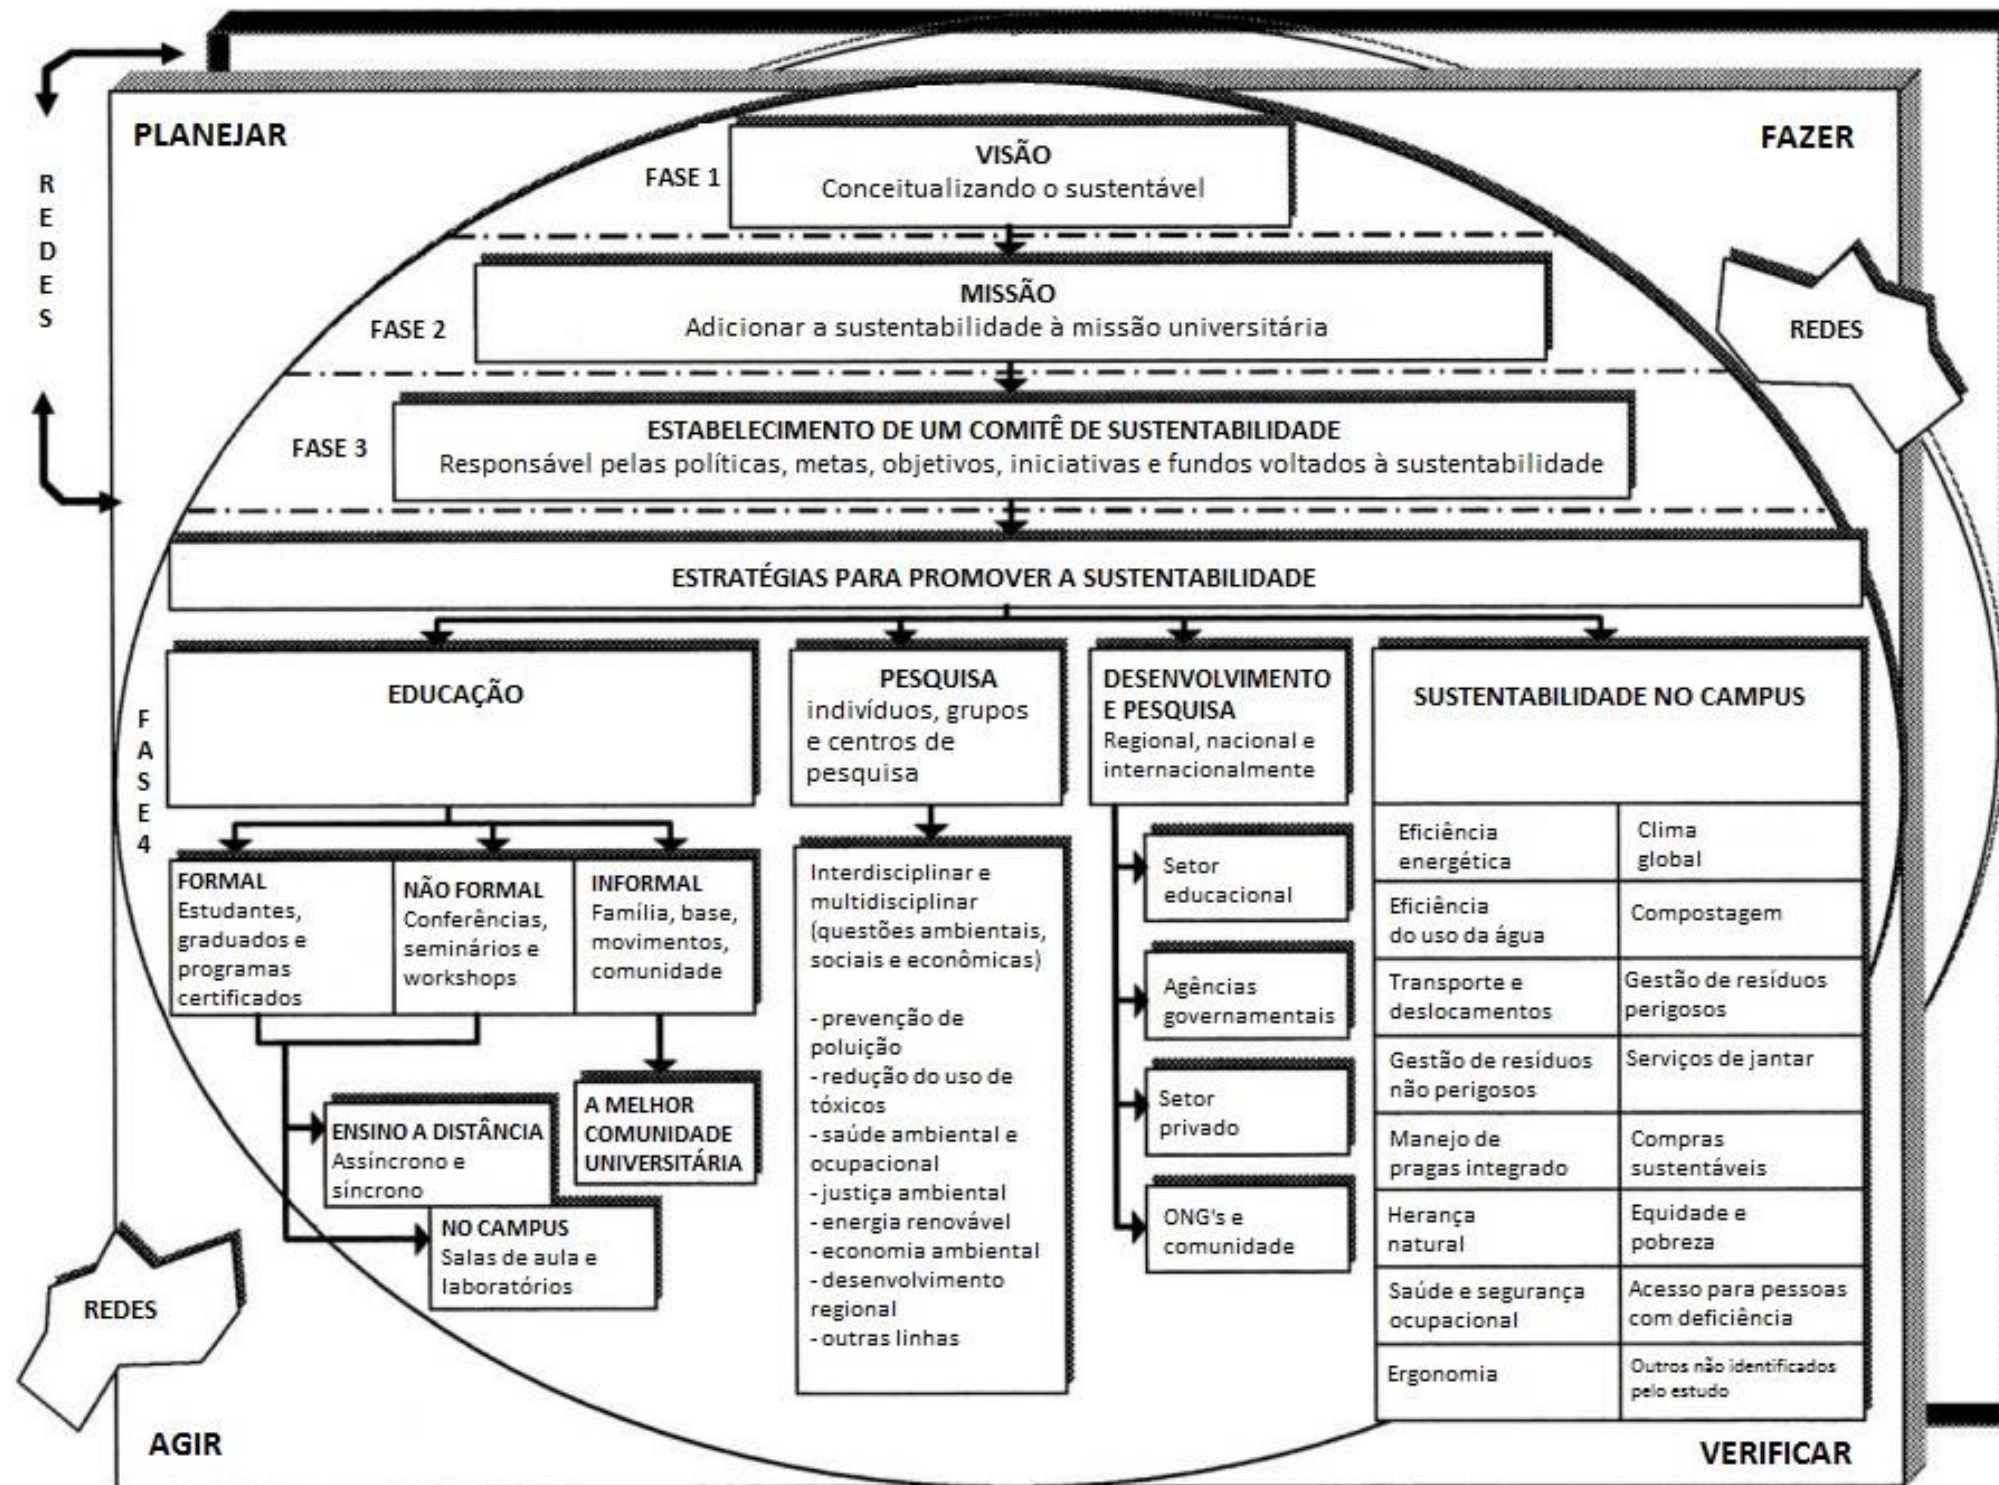 PLANEJAR
FAZER
REDES
FASE 1
VISÃO
Conceitualizando o sustentável
FASE 2
MISSÃO
Adicionar a sustentabilidade à missão universitária
REDES
FASE 3
ESTABELECIMENTO DE UM COMITÊ DE SUSTENTABILIDADE
Responsável pelas políticas, metas, objetivos, iniciativas e fundos voltados à sustentabilidade
ESTRATÉGIAS PARA PROMOVER A SUSTENTABILIDADE
FASE4
EDUCAÇÃO
FORMAL
Estudantes,
graduados e
programas
certificados
NÃO FORMAL
Conferências,
seminários e
workshops
INFORMAL
Família, base,
movimentos,
comunidade
ENSINO A DISTÂNCIA
Assíncrono e
síncrono
NO CAMPUS
Salas de aula e
laboratórios
A MELHOR
COMUNIDADE
UNIVERSITÁRIA
PESQUISA
indivíduos, grupos
e centros de
pesquisa
Interdisciplinar e
multidisciplinar
(questões ambientais,
sociais e econômicas)
- prevenção de
poluição
- redução do uso de
tóxicos
- saúde ambiental e
ocupacional
- justiça ambiental
- energia renovável
- economia ambiental
- desenvolvimento
regional
- outras linhas
DESENVOLVIMENTO
E PESQUISA
Regional, nacional e
internacionalmente
Setor
educacional
Agências
governamentais
Setor
privado
ONG's e
comunidade
SUSTENTABILIDADE NO CAMPUS
Eficiência
energética
Clima
global
Eficiência
do uso da água
Compostagem
Transporte e
deslocamentos
Gestão de resíduos
perigosos
Gestão de resíduos
não perigosos
Serviços de jantar
Manejo de
pragas integrado
Compras
sustentáveis
Herança
natural
Equidade e
pobreza
Saúde e segurança
ocupacional
Acesso para pessoas
com deficiência
Ergonomia
Outros não identificados
pelo estudo
REDES
AGIR
VERIFICAR